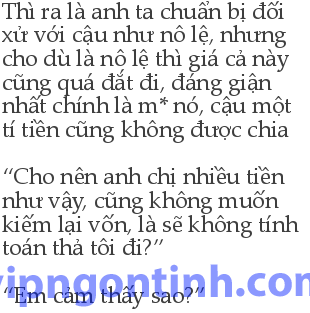 Thì ra là anh ta chuẩn bị đối
xử với cậu như nô lệ, nhưng
cho dù là nô lệ thì giá cả này
cũng quá đắt đi, đáng giận
nhất chính là m* nó, cậu một
tí tiền cũng không được chia
“Cho nên anh chị nhiều tiền
như vậy, cũng không muốn
kiếm lại vốn, là sẽ không tính
toán thả tôi đi?”
vipngontinh.com
“Em cảm thấy sao?”